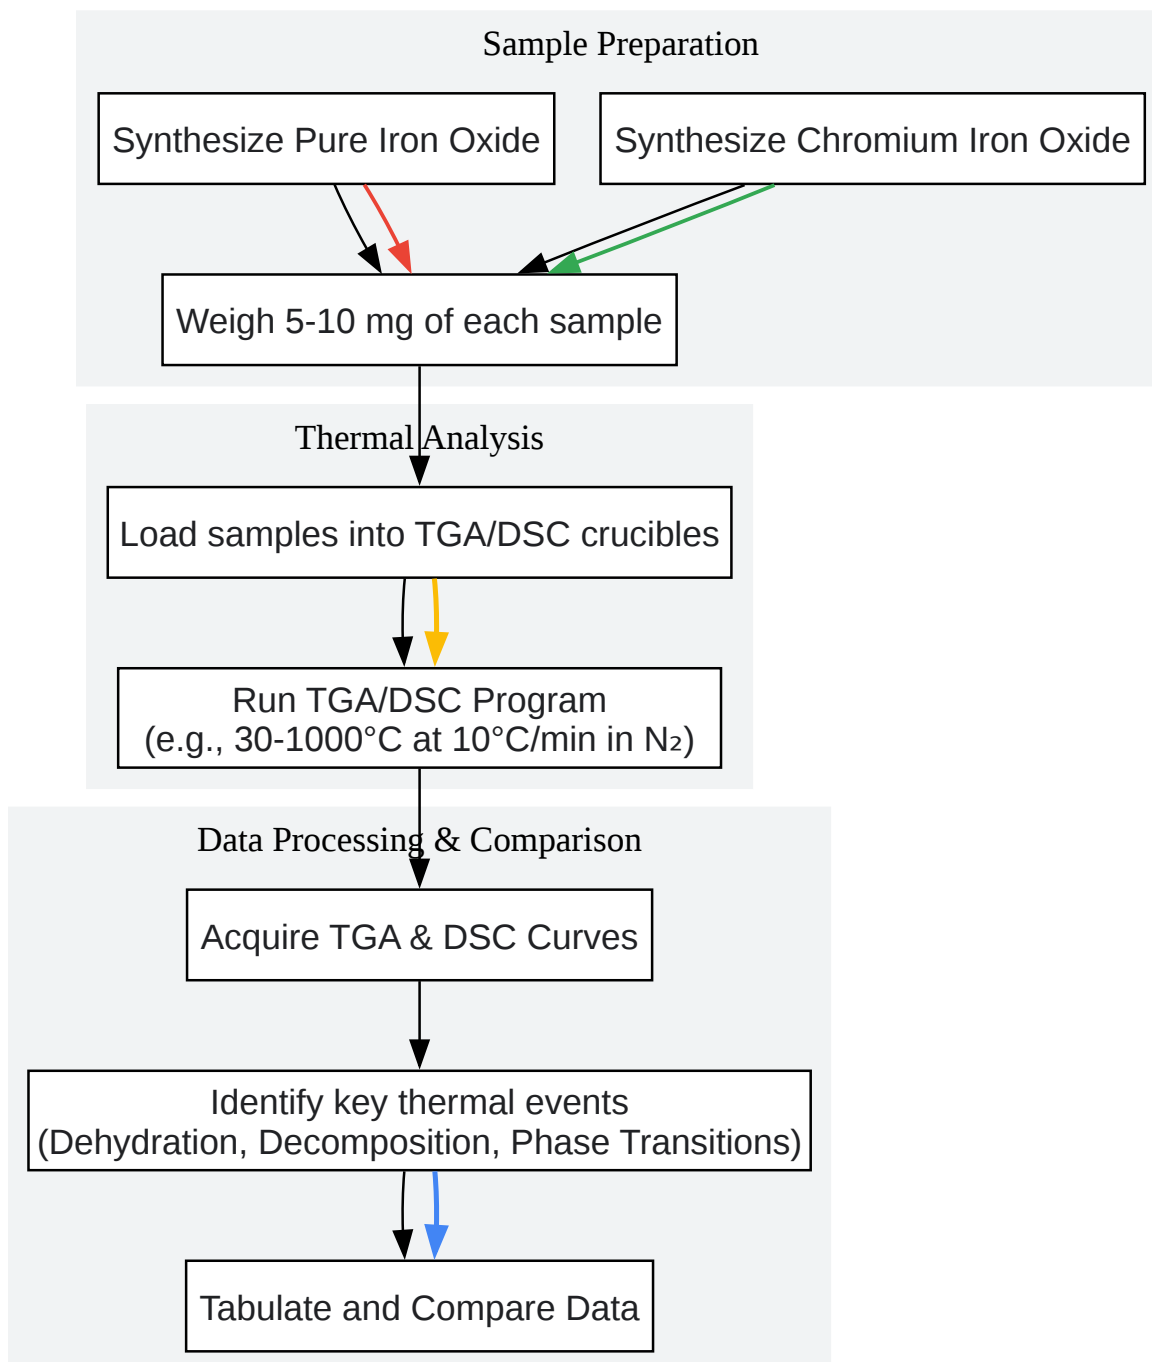 Sample Preparation
Synthesize Pure Iron Oxide
Synthesize Chromium Iron Oxide
Weigh 5-10 mg of each sample
Thermal Analysis
Load samples into TGA/DSC crucibles
Run TGA/DSC Program
(e.g., 30-1000°C at 10°C/min in N₂)
Data Processing & Comparison
Acquire TGA & DSC Curves
Identify key thermal events
(Dehydration, Decomposition, Phase Transitions)
Tabulate and Compare Data